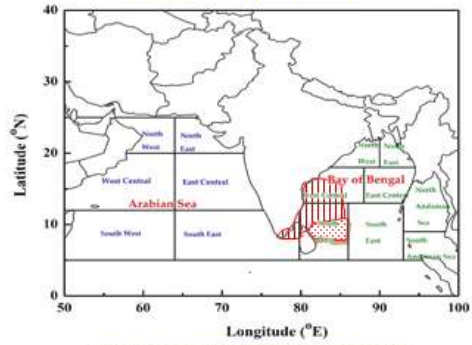 40
30
20
10
0
Latitude (°N)
North West
North East
North West
North East
West Central
East Central
Bay of Bengal
East Central
Arabian Sea
North Andaman Sea
South West
South East
South East
South Andaman Sea
50 60 70 80 90 100
Longitude (°E)